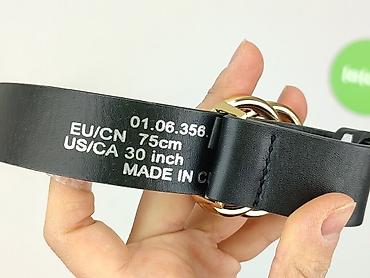 01.06.356.
EU/CN 75cm
US/CA 30 inch
MADE IN